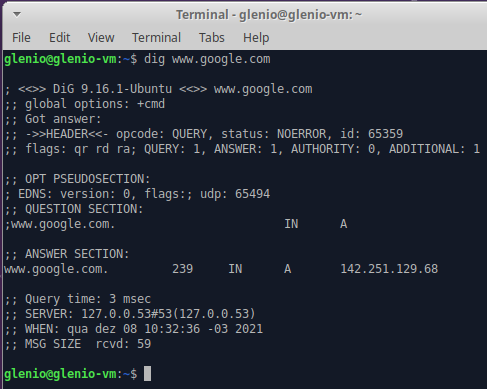 Terminal - glenio@glenio-vm: ~
File Edit View Terminal Tabs Help
glenio@glenio-vm:~$ dig www.google.com

; <<>> DiG 9.16.1-Ubuntu <<>> www.google.com
;; global options: +cmd
;; Got answer:
;; ->>HEADER<<- opcode: QUERY, status: NOERROR, id: 65359
;; flags: qr rd ra; QUERY: 1, ANSWER: 1, AUTHORITY: 0, ADDITIONAL: 1

;; OPT PSEUDOSECTION:
; EDNS: version: 0, flags:; udp: 65494
;; QUESTION SECTION:
;www.google.com. IN A

;; ANSWER SECTION:
www.google.com. 239 IN A 142.251.129.68

;; Query time: 3 msec
;; SERVER: 127.0.0.53#53(127.0.0.53)
;; WHEN: qua dez 08 10:32:36 -03 2021
;; MSG SIZE rcvd: 59

glenio@glenio-vm:~$